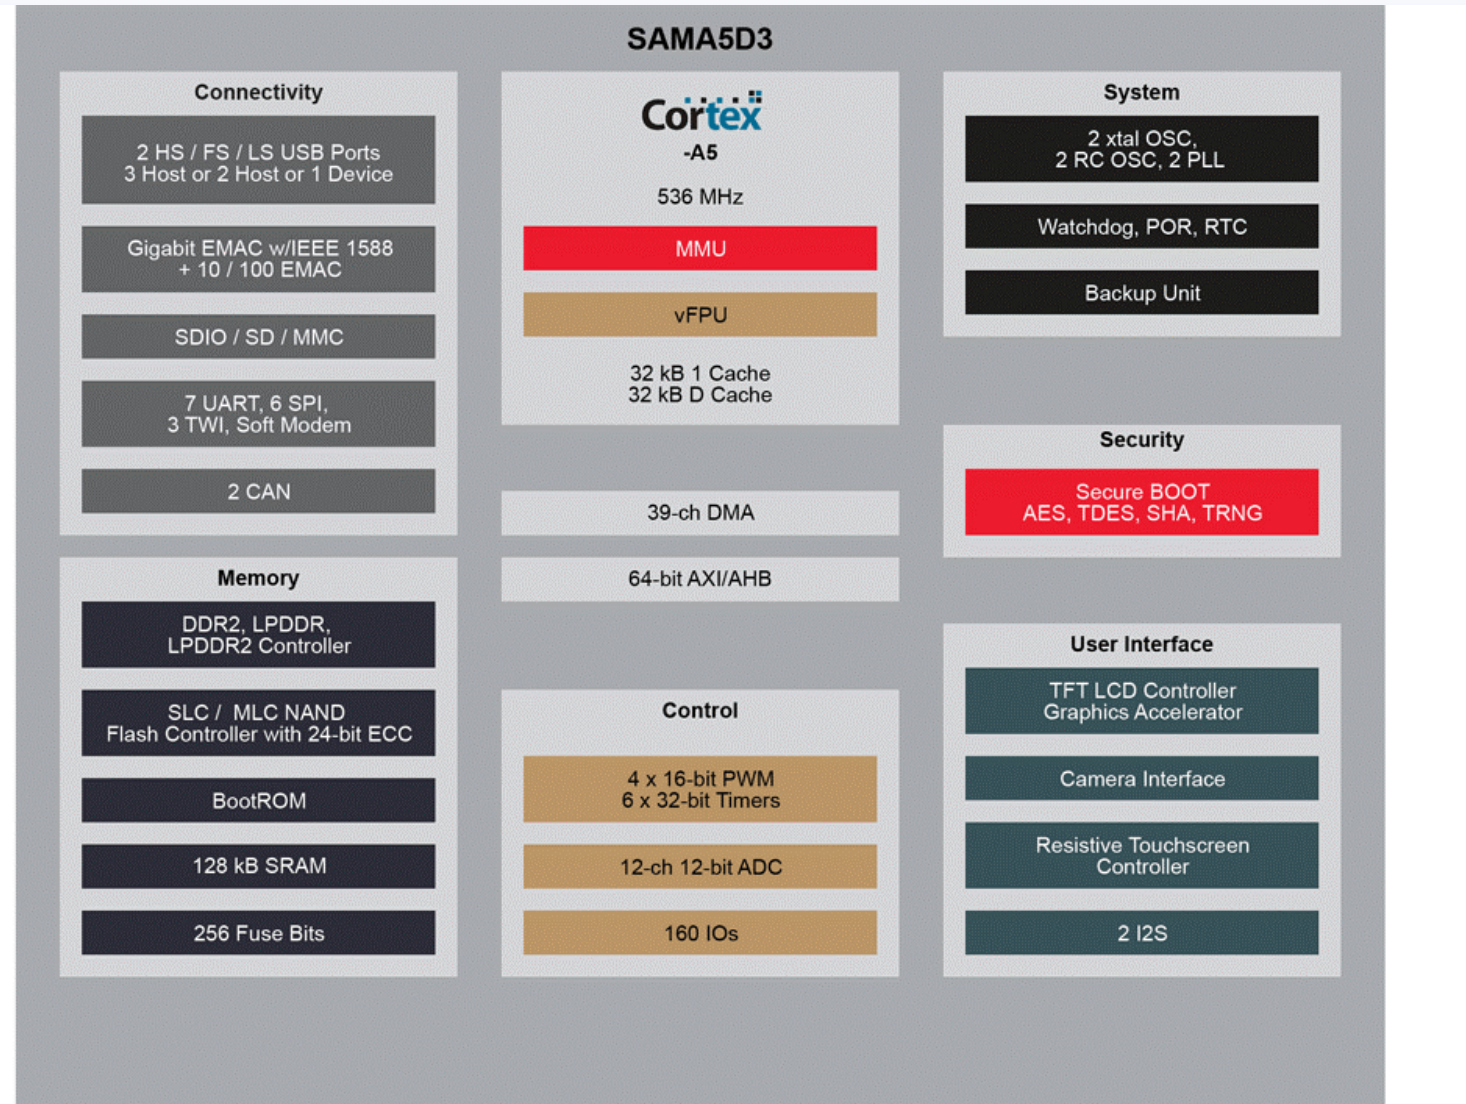 SAMA5D3
Connectivity
2 HS / FS / LS USB Ports
3 Host or 2 Host or 1 Device
Gigabit EMAC w/IEEE 1588
+ 10 / 100 EMAC
SDIO / SD / MMC
7 UART, 6 SPI,
3 TWI, Soft Modem
2 CAN
Memory
DDR2, LPDDR,
LPDDR2 Controller
SLC / MLC NAND
Flash Controller with 24-bit ECC
BootROM
128 kB SRAM
256 Fuse Bits
Cortex
-A5
536 MHz
MMU
vFPU
32 kB 1 Cache
32 kB D Cache
39-ch DMA
64-bit AXI/AHB
Control
4 x 16-bit PWM
6 x 32-bit Timers
12-ch 12-bit ADC
160 IOs
System
2 xtal OSC,
2 RC OSC, 2 PLL
Watchdog, POR, RTC
Backup Unit
Security
Secure BOOT
AES, TDES, SHA, TRNG
User Interface
TFT LCD Controller
Graphics Accelerator
Camera Interface
Resistive Touchscreen
Controller
2 I2S